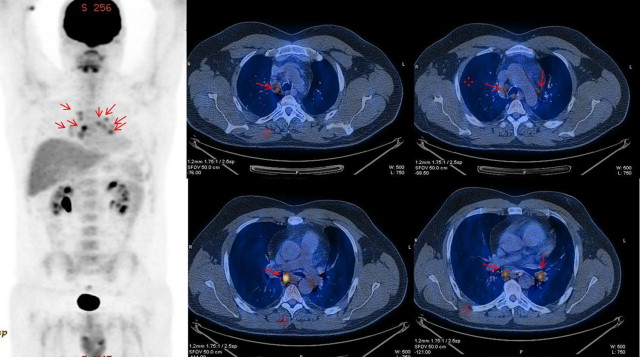 S 256
R
L
1.2mm 1.75:1 / 2.5sp
SFOV 50.0 cm
-76.00
P
W: 500
L: 750
L
1.2mm 1.75:1 / 2.5sp
SFOV 50.0 cm
-98.50
P
W: 500
L: 750
1.2mm 1.75:1 / 2.5sp
SFOV 50.0 cm
R
L
1.2mm 1.75:1 / 2.5sp
SFOV 50.0 cm
-121.00
P
W: 500
L: 750